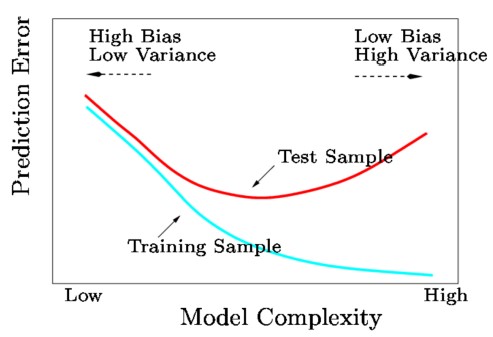 High Bias
Low Variance
Low Bias
High Variance
Prediction Error
Test Sample
Training Sample
Low
High
Model Complexity